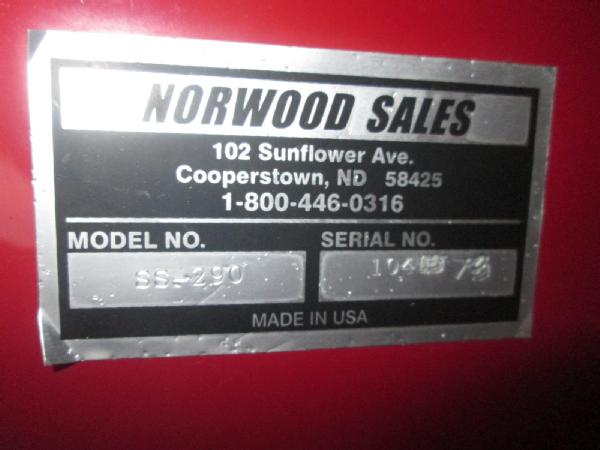 NORWOOD SALES
102 Sunflower Ave.
Cooperstown, ND 58425
1-800-446-0316
MODEL NO. SERIAL NO.
SS-290
MADE IN USA